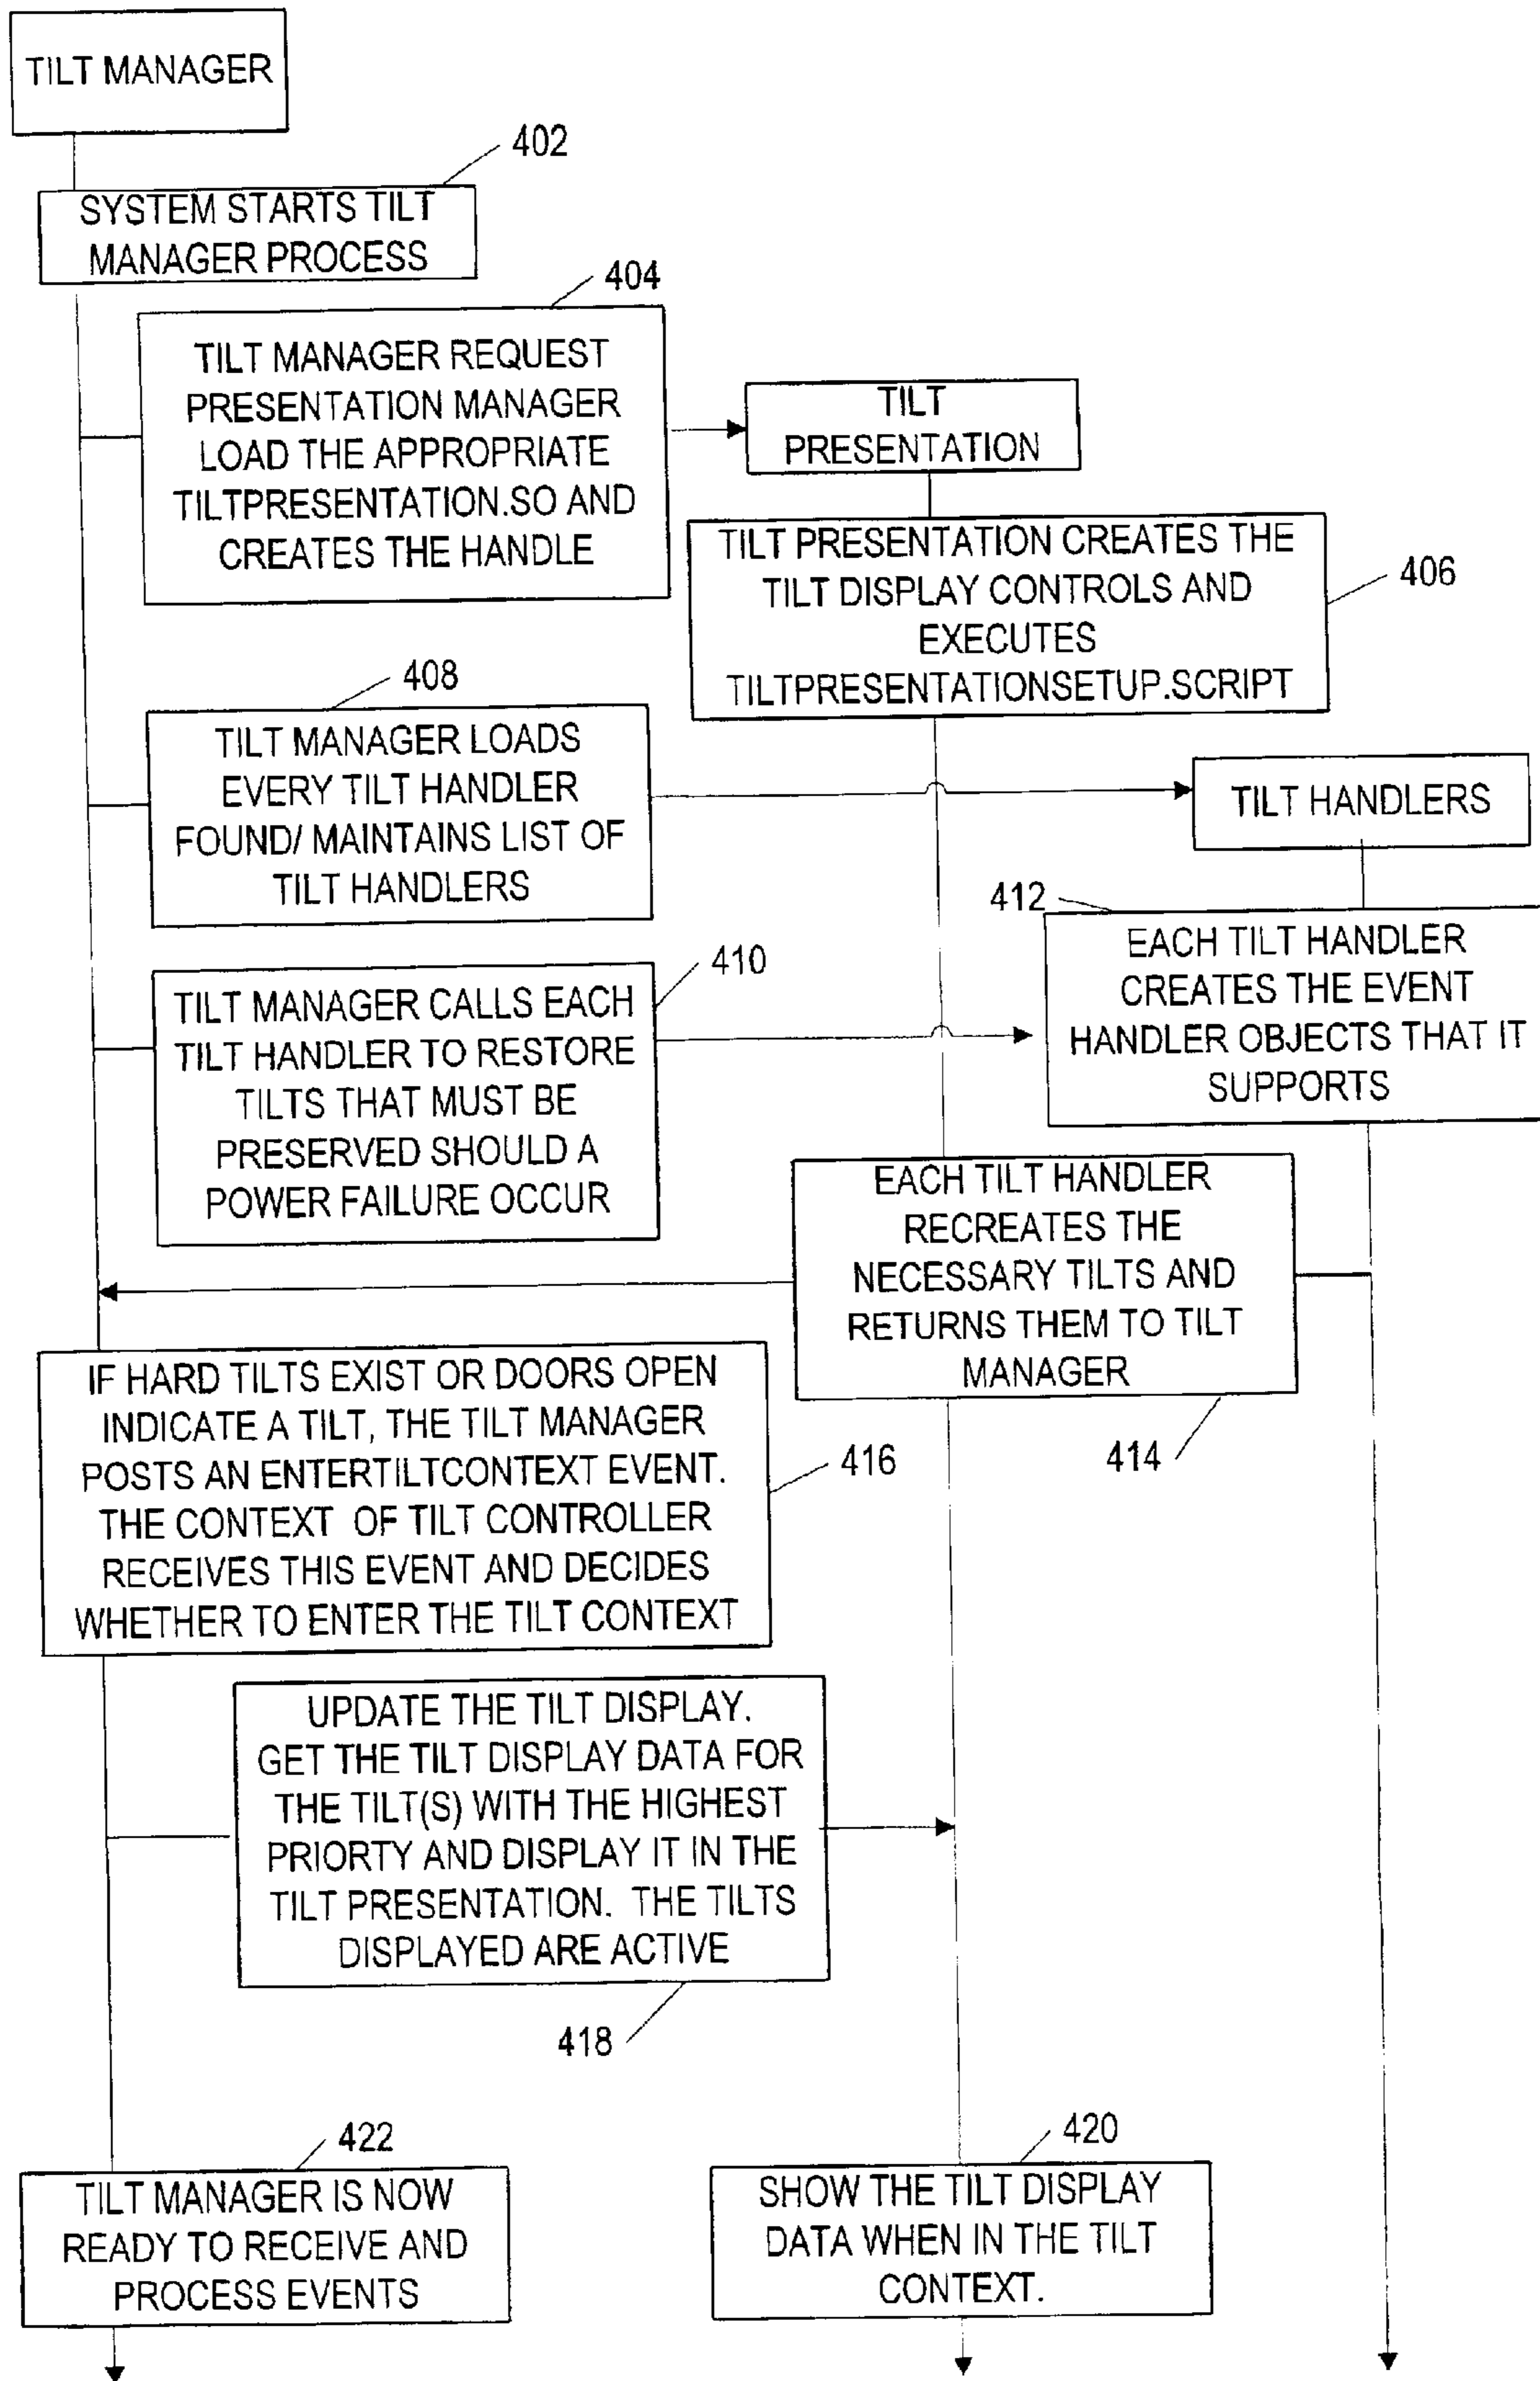 TILT MANAGER
402
SYSTEM STARTS TILT
MANAGER PROCESS
404
TILT MANAGER REQUEST
PRESENTATION MANAGER
LOAD THE APPROPRIATE
TILTPRESENTATION.SO AND
CREATES THE HANDLE
TILT
PRESENTATION
TILT PRESENTATION CREATES THE
TILT DISPLAY CONTROLS AND
EXECUTES
TILTPRESENTATIONSETUP.SCRIPT
406
408
TILT MANAGER LOADS
EVERY TILT HANDLER
FOUND/ MAINTAINS LIST OF
TILT HANDLERS
TILT HANDLERS
412
EACH TILT HANDLER
CREATES THE EVENT
HANDLER OBJECTS THAT IT
SUPPORTS
410
TILT MANAGER CALLS EACH
TILT HANDLER TO RESTORE
TILTS THAT MUST BE
PRESERVED SHOULD A
POWER FAILURE OCCUR
EACH TILT HANDLER
RECREATES THE
NECESSARY TILTS AND
RETURNS THEM TO TILT
MANAGER
414
IF HARD TILTS EXIST OR DOORS OPEN
INDICATE A TILT, THE TILT MANAGER
POSTS AN ENTERTILTCONTEXT EVENT.
THE CONTEXT OF TILT CONTROLLER
RECEIVES THIS EVENT AND DECIDES
WHETHER TO ENTER THE TILT CONTEXT
416
UPDATE THE TILT DISPLAY.
GET THE TILT DISPLAY DATA FOR
THE TILT(S) WITH THE HIGHEST
PRIORTY AND DISPLAY IT IN THE
TILT PRESENTATION. THE TILTS
DISPLAYED ARE ACTIVE
418
422
TILT MANAGER IS NOW
READY TO RECEIVE AND
PROCESS EVENTS
420
SHOW THE TILT DISPLAY
DATA WHEN IN THE TILT
CONTEXT.